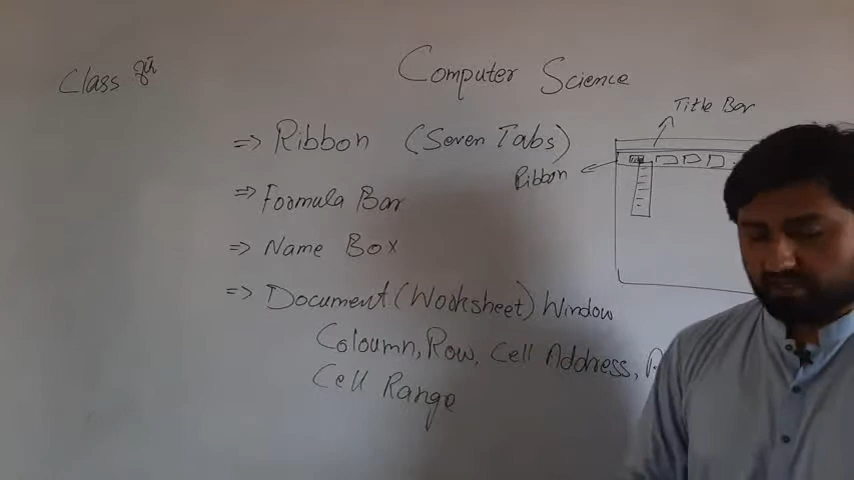 Class 8th
Computer Science
=> Ribbon (Seven Tabs)
=> Formula Bar
=> Name Box
=> Document (Worksheet) Window
Coloumn, Row, Cell Address,
Cell Range
Title Bar
Ribbon